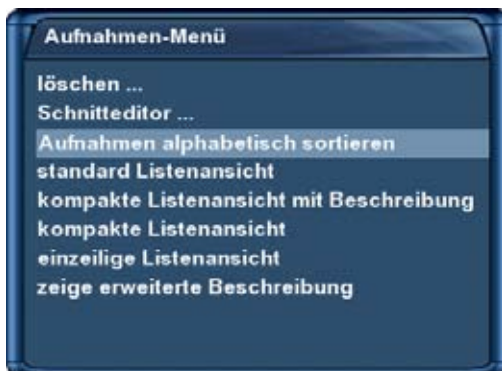 Aufnahmen-Menü
löschen ...
Schnitteditor ...
Aufnahmen alphabetisch sortieren
standard Listenansicht
kompakte Listenansicht mit Beschreibung
kompakte Listenansicht
einzeilige Listenansicht
zeige erweiterte Beschreibung